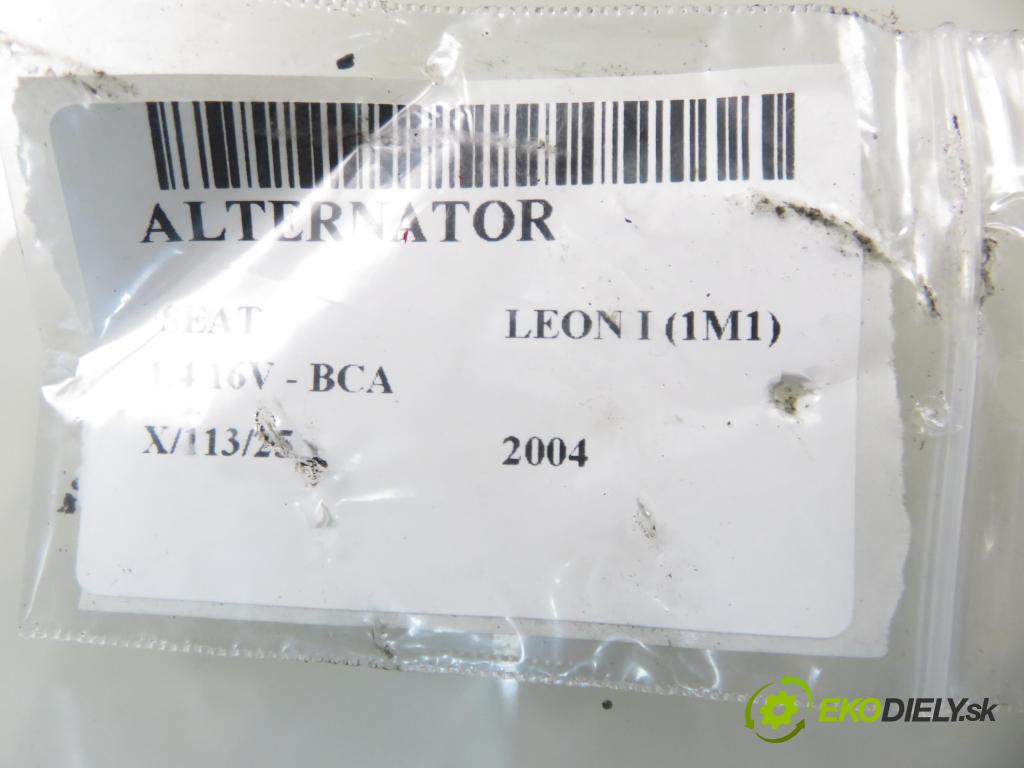 ALTERNATOR
SEAT LEON I (1M1)
1.4 16V - BCA
X/113/25 2004
EKODIELY.sk